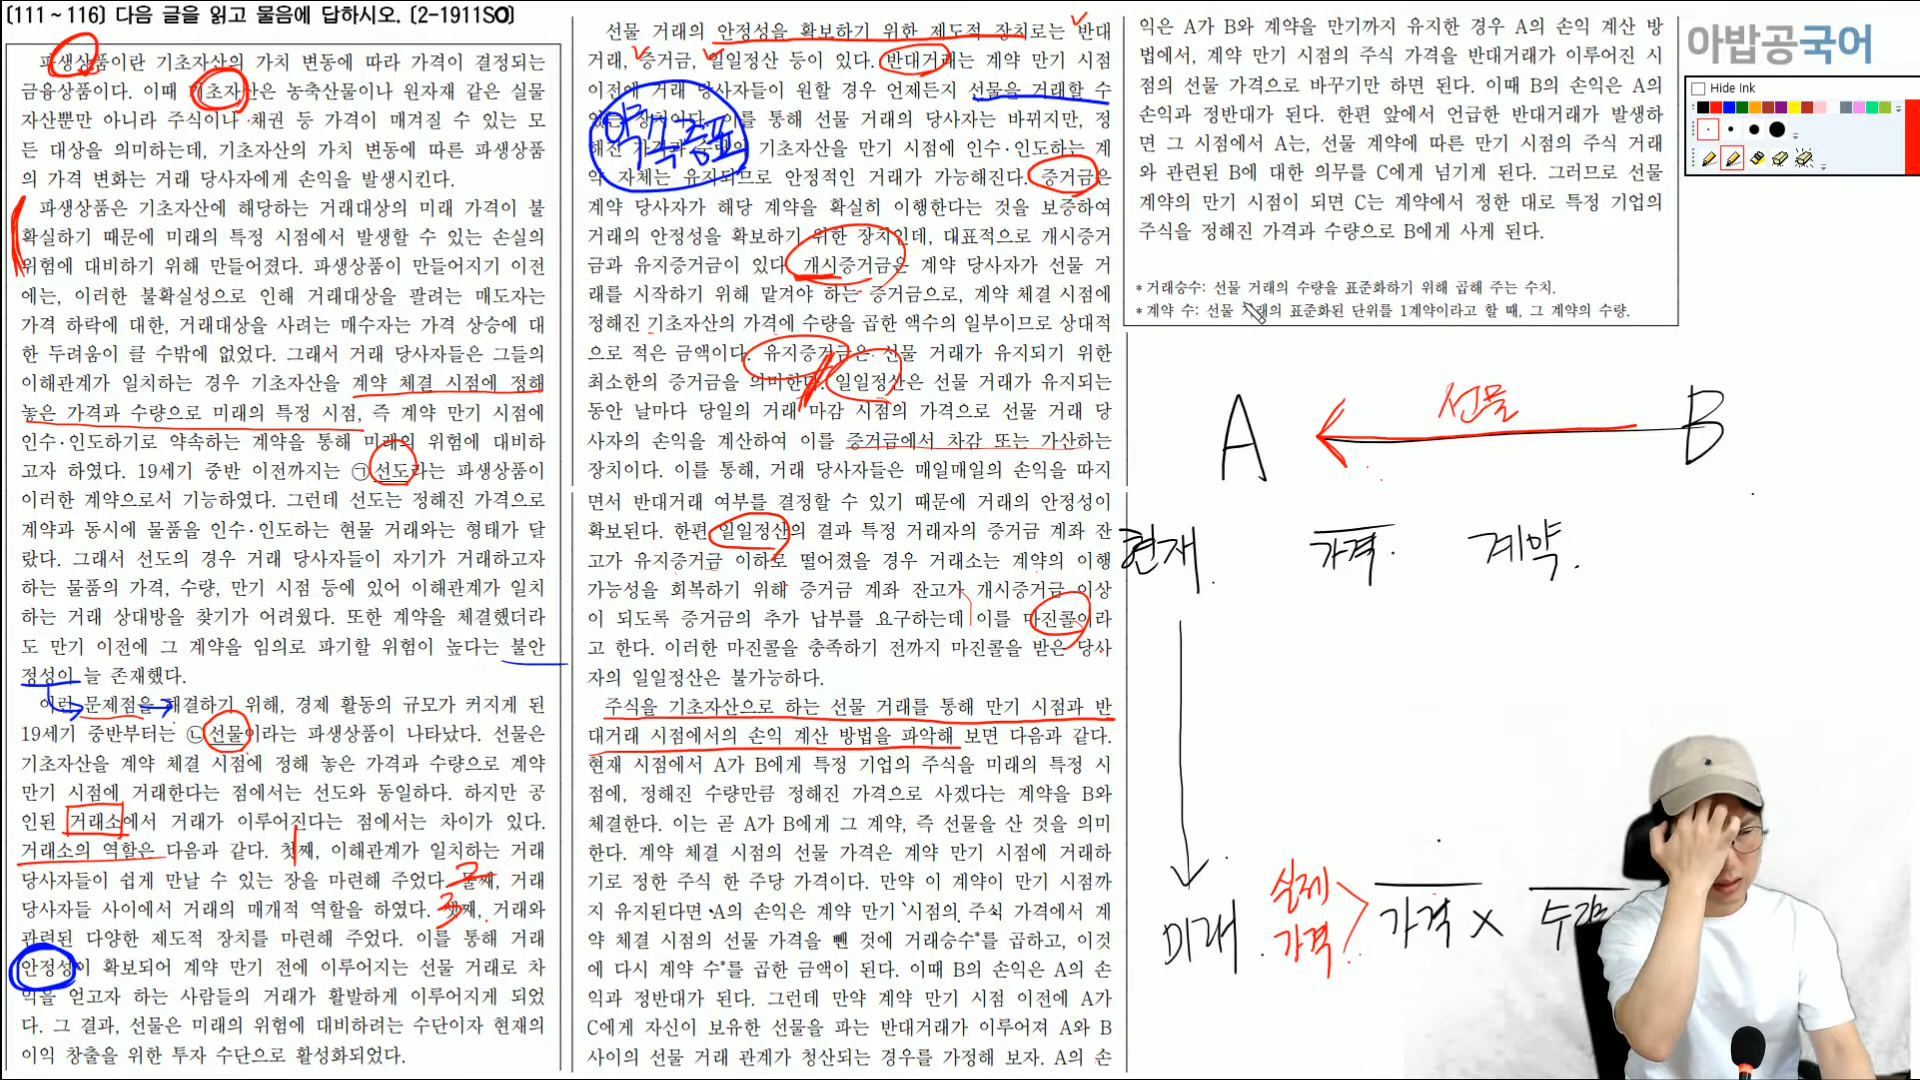 [111 ~ 116] 다음 글을 읽고 물음에 답하시오. [2-1911SO]
파생상품이란 기초자산의 가치 변동에 따라 가격이 결정되는
금융상품이다. 이때 기초자산은 농축산물이나 원자재 같은 실물
자산뿐만 아니라 주식이나 채권 등 가격이 매겨질 수 있는 모
든 대상을 의미하는데, 기초자산의 가치 변동에 따른 파생상품
의 가격 변화는 거래 당사자에게 손익을 발생시킨다.
파생상품은 기초자산에 해당하는 거래대상의 미래 가격이 불
확실하기 때문에 미래의 특정 시점에서 발생할 수 있는 손실의
위험에 대비하기 위해 만들어졌다. 파생상품이 만들어지기 이전
에는, 이러한 불확실성으로 인해 거래대상을 팔려는 매도자는
가격 하락에 대한, 거래대상을 사려는 매수자는 가격 상승에 대
한 두려움이 클 수밖에 없었다. 그래서 거래 당사자들은 그들의
이해관계가 일치하는 경우 기초자산을 계약 체결 시점에 정해
놓은 가격과 수량으로 미래의 특정 시점, 즉 계약 만기 시점에
인수·인도하기로 약속하는 계약을 통해 미래의 위험에 대비하
고자 하였다. 19세기 중반 이전까지는 ㉠선도라는 파생상품이
이러한 계약으로서 기능하였다. 그런데 선도는 정해진 가격으로
계약과 동시에 물품을 인수·인도하는 현물 거래와는 형태가 달
랐다. 그래서 선도의 경우 거래 당사자들이 자기가 거래하고자
하는 물품의 가격, 수량, 만기 시점 등에 있어 이해관계가 일치
하는 거래 상대방을 찾기가 어려웠다. 또한 계약을 체결했더라
도 만기 이전에 그 계약을 임의로 파기할 위험이 높다는 불안
정성이 늘 존재했다.
이런 문제점을 해결하기 위해, 경제 활동의 규모가 커지게 된
19세기 중반부터는 ㉡선물이라는 파생상품이 나타났다. 선물은
기초자산을 계약 체결 시점에 정해 놓은 가격과 수량으로 계약
만기 시점에 거래한다는 점에서는 선도와 동일하다. 하지만 공
인된 거래소에서 거래가 이루어진다는 점에서는 차이가 있다.
거래소의 역할은 다음과 같다. 첫째, 이해관계가 일치하는 거래
당사자들이 쉽게 만날 수 있는 장을 마련해 주었다. 둘째, 거래
당사자들 사이에서 거래의 매개적 역할을 하였다. 셋째, 거래와
관련된 다양한 제도적 장치를 마련해 주었다. 이를 통해 거래
안정성이 확보되어 계약 만기 전에 이루어지는 선물 거래로 차
익을 얻고자 하는 사람들의 거래가 활발하게 이루어지게 되었
다. 그 결과, 선물은 미래의 위험에 대비하려는 수단이자 현재의
이익 창출을 위한 투자 수단으로 활성화되었다.
1
2
3
선물 거래의 안정성을 확보하기 위한 제도적 장치로는 반대
거래, 증거금, 일일정산 등이 있다. 반대거래는 계약 만기 시점
이전에 거래 당사자들이 원할 경우 언제든지 선물을 거래할 수
있는 장치이다. 이를 통해 선물 거래의 당사자는 바뀌지만, 정
해진 가격과 수량의 기초자산을 만기 시점에 인수·인도하는 계
약 자체는 유지되므로 안정적인 거래가 가능해진다. 증거금은
계약 당사자가 해당 계약을 확실히 이행한다는 것을 보증하여
거래의 안정성을 확보하기 위한 장치인데, 대표적으로 개시증거
금과 유지증거금이 있다. 개시증거금은 계약 당사자가 선물 거
래를 시작하기 위해 맡겨야 하는 증거금으로, 계약 체결 시점에
정해진 기초자산의 가격에 수량을 곱한 액수의 일부이므로 상대적
으로 적은 금액이다. 유지증거금은 선물 거래가 유지되기 위한
최소한의 증거금을 의미한다. 일일정산은 선물 거래가 유지되는
동안 날마다 당일의 거래 마감 시점의 가격으로 선물 거래 당
사자의 손익을 계산하여 이를 증거금에서 차감 또는 가산하는
장치이다. 이를 통해, 거래 당사자들은 매일매일의 손익을 따지
면서 반대거래 여부를 결정할 수 있기 때문에 거래의 안정성이
확보된다. 한편 일일정산의 결과 특정 거래자의 증거금 계좌 잔
고가 유지증거금 이하로 떨어졌을 경우 거래소는 계약의 이행
가능성을 회복하기 위해 증거금 계좌 잔고가 개시증거금 이상
이 되도록 증거금의 추가 납부를 요구하는데 이를 마진콜이라
고 한다. 이러한 마진콜을 충족하기 전까지 마진콜을 받은 당사
자의 일일정산은 불가능하다.
주식을 기초자산으로 하는 선물 거래를 통해 만기 시점과 반
대거래 시점에서의 손익 계산 방법을 파악해 보면 다음과 같다.
현재 시점에서 A가 B에게 특정 기업의 주식을 미래의 특정 시
점에, 정해진 수량만큼 정해진 가격으로 사겠다는 계약을 B와
체결한다. 이는 곧 A가 B에게 그 계약, 즉 선물을 산 것을 의미
한다. 계약 체결 시점의 선물 가격은 계약 만기 시점에 거래하
기로 정한 주식 한 주당 가격이다. 만약 이 계약이 만기 시점까
지 유지된다면 A의 손익은 계약 만기 시점의 주식 가격에서 계
약 체결 시점의 선물 가격을 뺀 것에 거래승수*를 곱하고, 이것
에 다시 계약 수*를 곱한 금액이 된다. 이때 B의 손익은 A의 손
익과 정반대가 된다. 그런데 만약 계약 만기 시점 이전에 A가
C에게 자신이 보유한 선물을 파는 반대거래가 이루어져 A와 B
사이의 선물 거래 관계가 청산되는 경우를 가정해 보자. A의 손
익은 A가 B와 계약을 만기까지 유지한 경우 A의 손익 계산 방
법에서, 계약 만기 시점의 주식 가격을 반대거래가 이루어진 시
점의 선물 가격으로 바꾸기만 하면 된다. 이때 B의 손익은 A의
손익과 정반대가 된다. 한편 앞에서 언급한 반대거래가 발생하
면 그 시점에서 A는, 선물 계약에 따른 만기 시점의 주식 거래
와 관련된 B에 대한 의무를 C에게 넘기게 된다. 그러므로 선물
계약의 만기 시점이 되면 C는 계약에서 정한 대로 특정 기업의
주식을 정해진 가격과 수량으로 B에게 사게 된다.
* 거래승수: 선물 거래의 수량을 표준화하기 위해 곱해 주는 수치.
* 계약 수: 선물 거래의 표준화된 단위를 1계약이라고 할 때, 그 계약의 수량.
아밥공국어
Hide Ink
A 선물 B
현재 가격 계약
미래 실제 가격 가격 × 수량